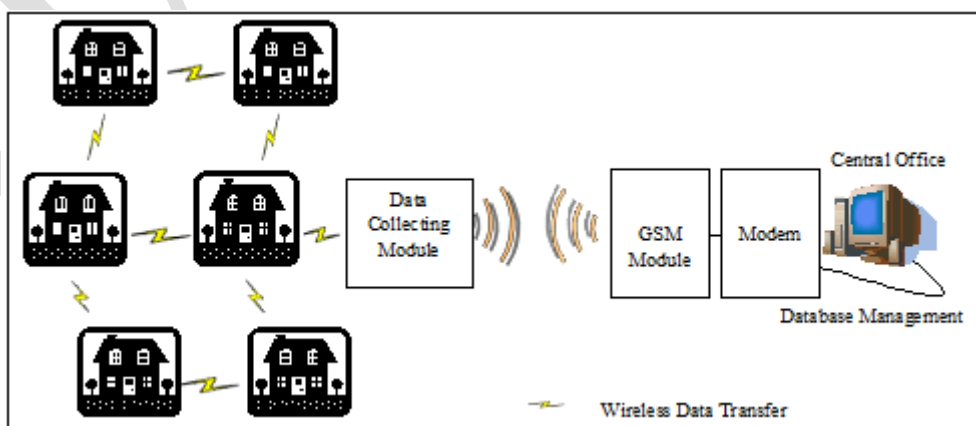 Data
Collecting
Module
GSM
Module
Modem
Central Office
Database Management
Wireless Data Transfer